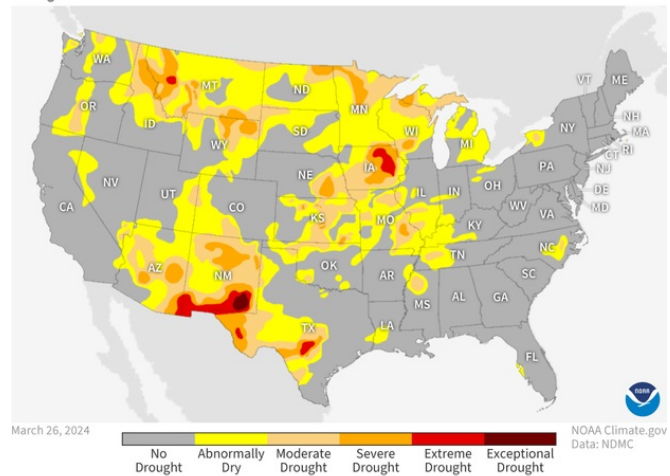 WA
MT
ND
MN
VT
ME
OR
ID
WY
SD
WI
MI
NY
NH
MA
RI
CT
NJ
NV
UT
CO
NE
IA
IL
IN
OH
PA
DE
MD
CA
KS
MO
KY
WV
VA
AZ
NM
OK
AR
TN
NC
SC
TX
LA
MS
AL
GA
FL
NOAA
March 26, 2024
NOAA Climate.gov
Data: NDMC
No Drought
Abnormally Dry
Moderate Drought
Severe Drought
Extreme Drought
Exceptional Drought